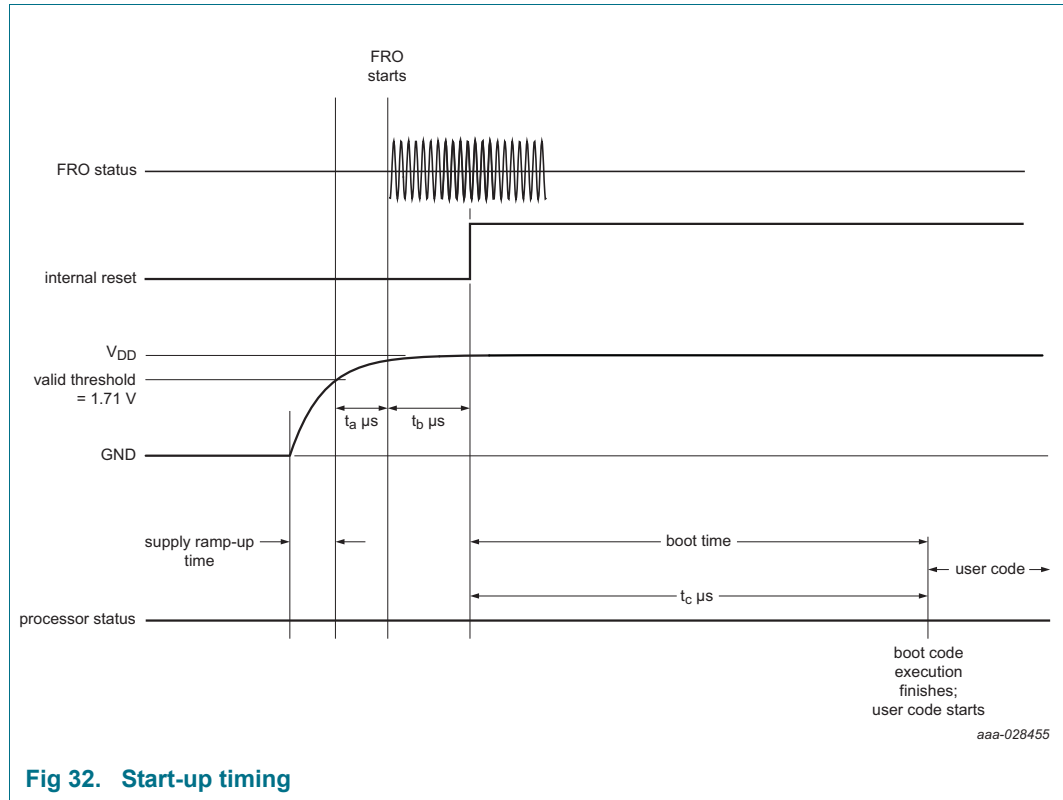 FRO
starts
FRO status
internal reset
VDD
valid threshold
= 1.71 V
ta μs
tb μs
GND
supply ramp-up
time
boot time
user code
tc μs
processor status
boot code
execution
finishes;
user code starts
aaa-028455
Fig 32. Start-up timing